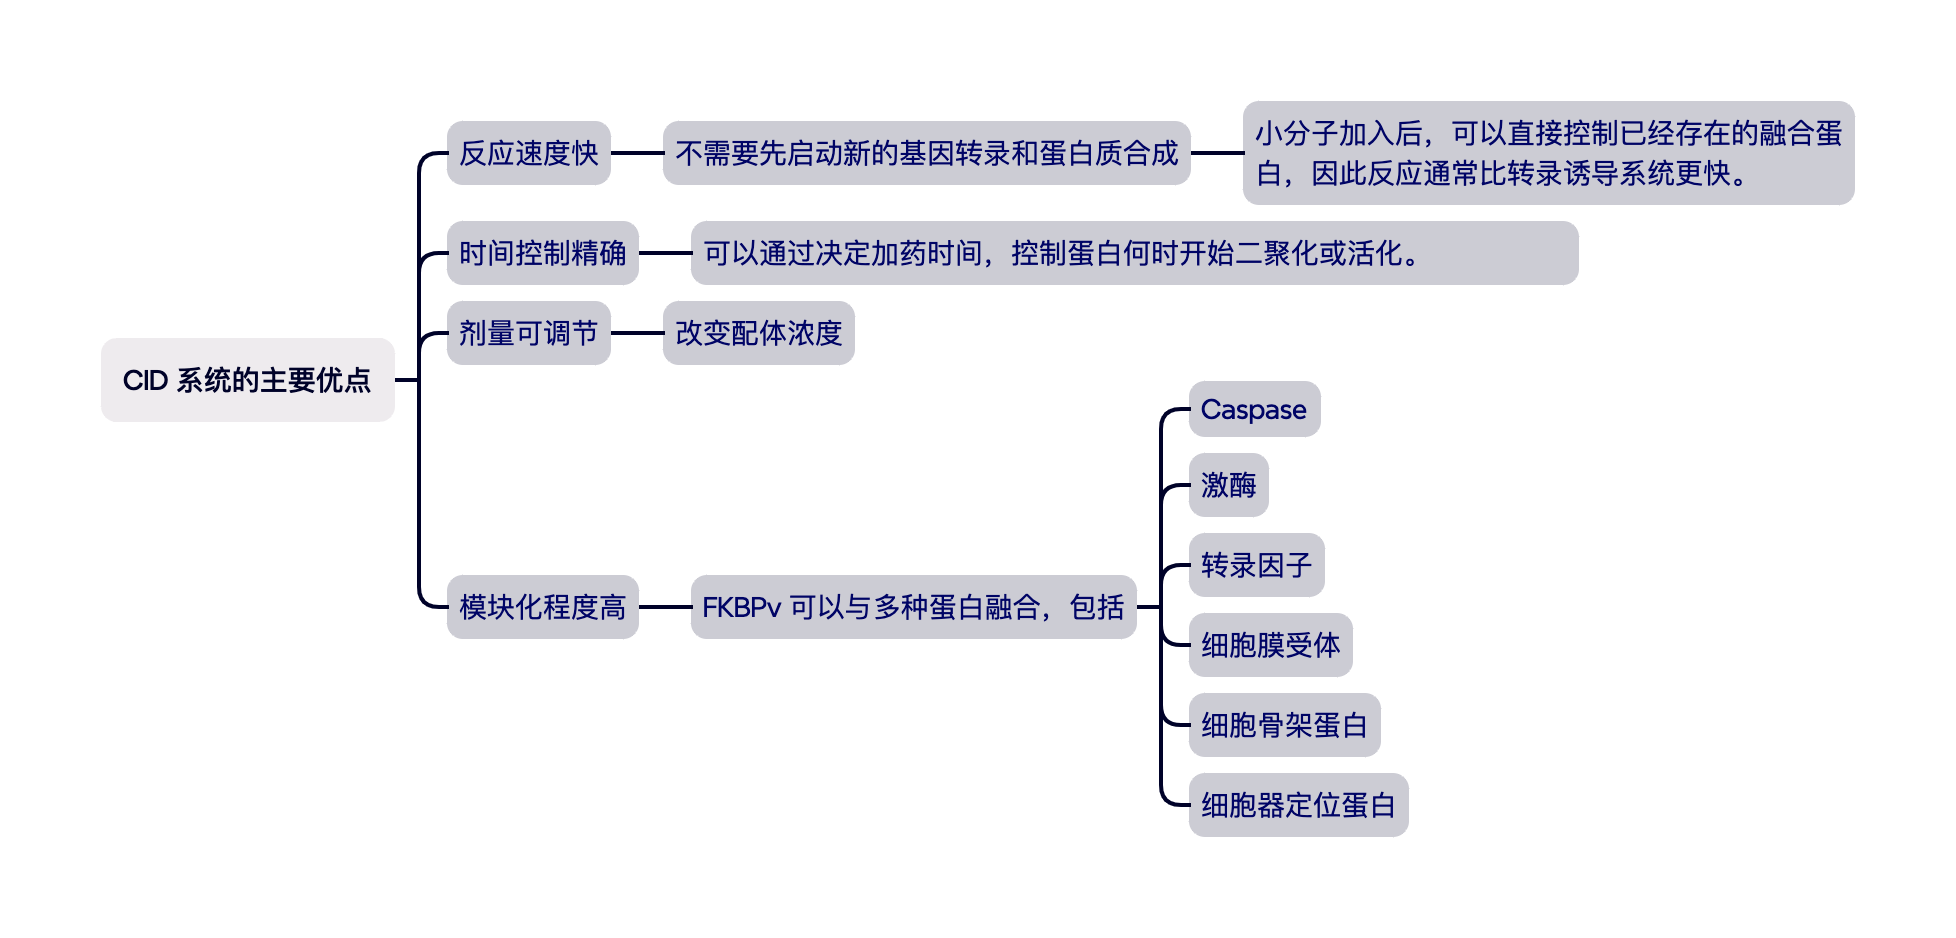 CID 系统的主要优点
反应速度快
不需要先启动新的基因转录和蛋白质合成
小分子加入后，可以直接控制已经存在的融合蛋
白，因此反应通常比转录诱导系统更快。
时间控制精确
可以通过决定加药时间，控制蛋白何时开始二聚化或活化。
剂量可调节
改变配体浓度
模块化程度高
FKBPv 可以与多种蛋白融合，包括
Caspase
激酶
转录因子
细胞膜受体
细胞骨架蛋白
细胞器定位蛋白